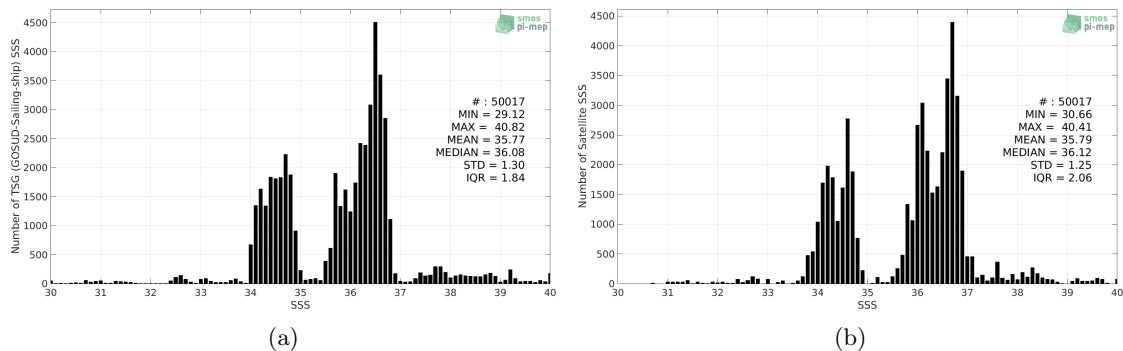 Number of TSG (GOSUD-Sailing-ship) SSS
4500
4000
3500
3000
2500
2000
1500
1000
500
0
30 31 32 33 34 35 36 37 38 39 40
SSS
smos
pi-mep
# : 50017
MIN = 29.12
MAX = 40.82
MEAN = 35.77
MEDIAN = 36.08
STD = 1.30
IQR = 1.84
(a)
Number of Satellite SSS
4500
4000
3500
3000
2500
2000
1500
1000
500
0
30 31 32 33 34 35 36 37 38 39 40
SSS
smos
pi-mep
# : 50017
MIN = 30.66
MAX = 40.41
MEAN = 35.79
MEDIAN = 36.12
STD = 1.25
IQR = 2.06
(b)